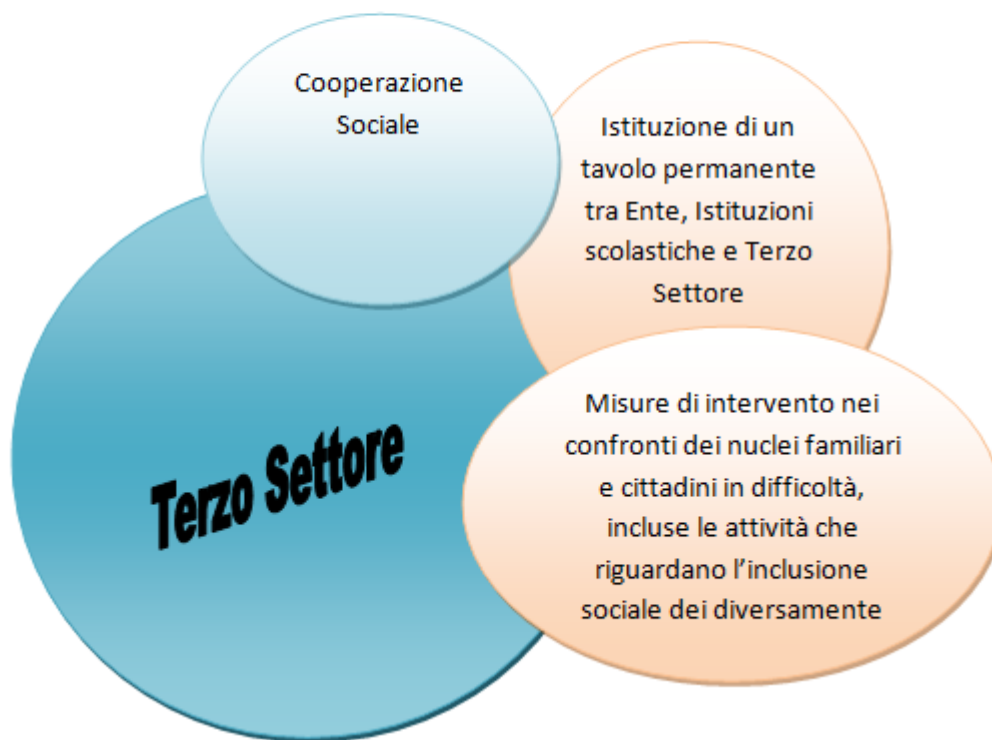 Cooperazione
Sociale
Istituzione di un
tavolo permanente
tra Ente, Istituzioni
scolastiche e Terzo
Settore
Misure di intervento nei
confronti dei nuclei familiari
e cittadini in difficoltà,
incluse le attività che
riguardano l’inclusione
sociale dei diversamente
Terzo Settore